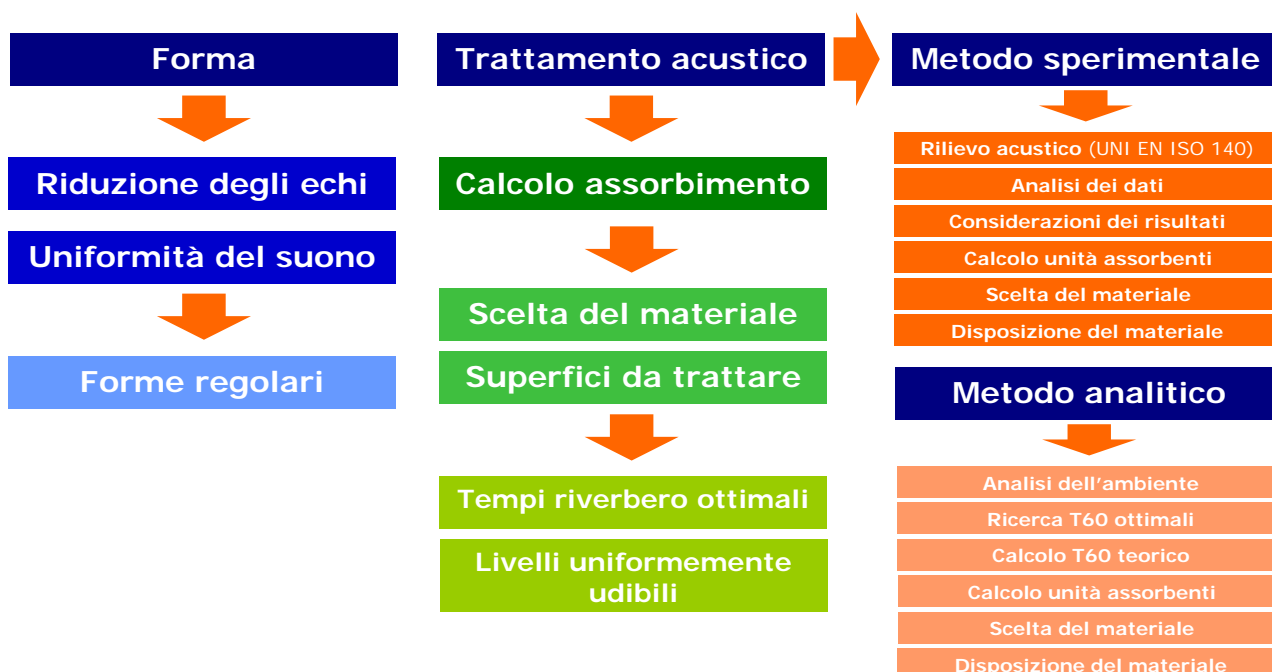 Forma
Riduzione degli echi
Uniformità del suono
Forme regolari
Trattamento acustico
Calcolo assorbimento
Scelta del materiale
Superfici da trattare
Tempi riverbero ottimali
Livelli uniformemente
udibili
Metodo sperimentale
Rilievo acustico (UNI EN ISO 140)
Analisi dei dati
Considerazioni dei risultati
Calcolo unità assorbenti
Scelta del materiale
Disposizione del materiale
Metodo analitico
Analisi dell'ambiente
Ricerca T60 ottimali
Calcolo T60 teorico
Calcolo unità assorbenti
Scelta del materiale
Disposizione del materiale